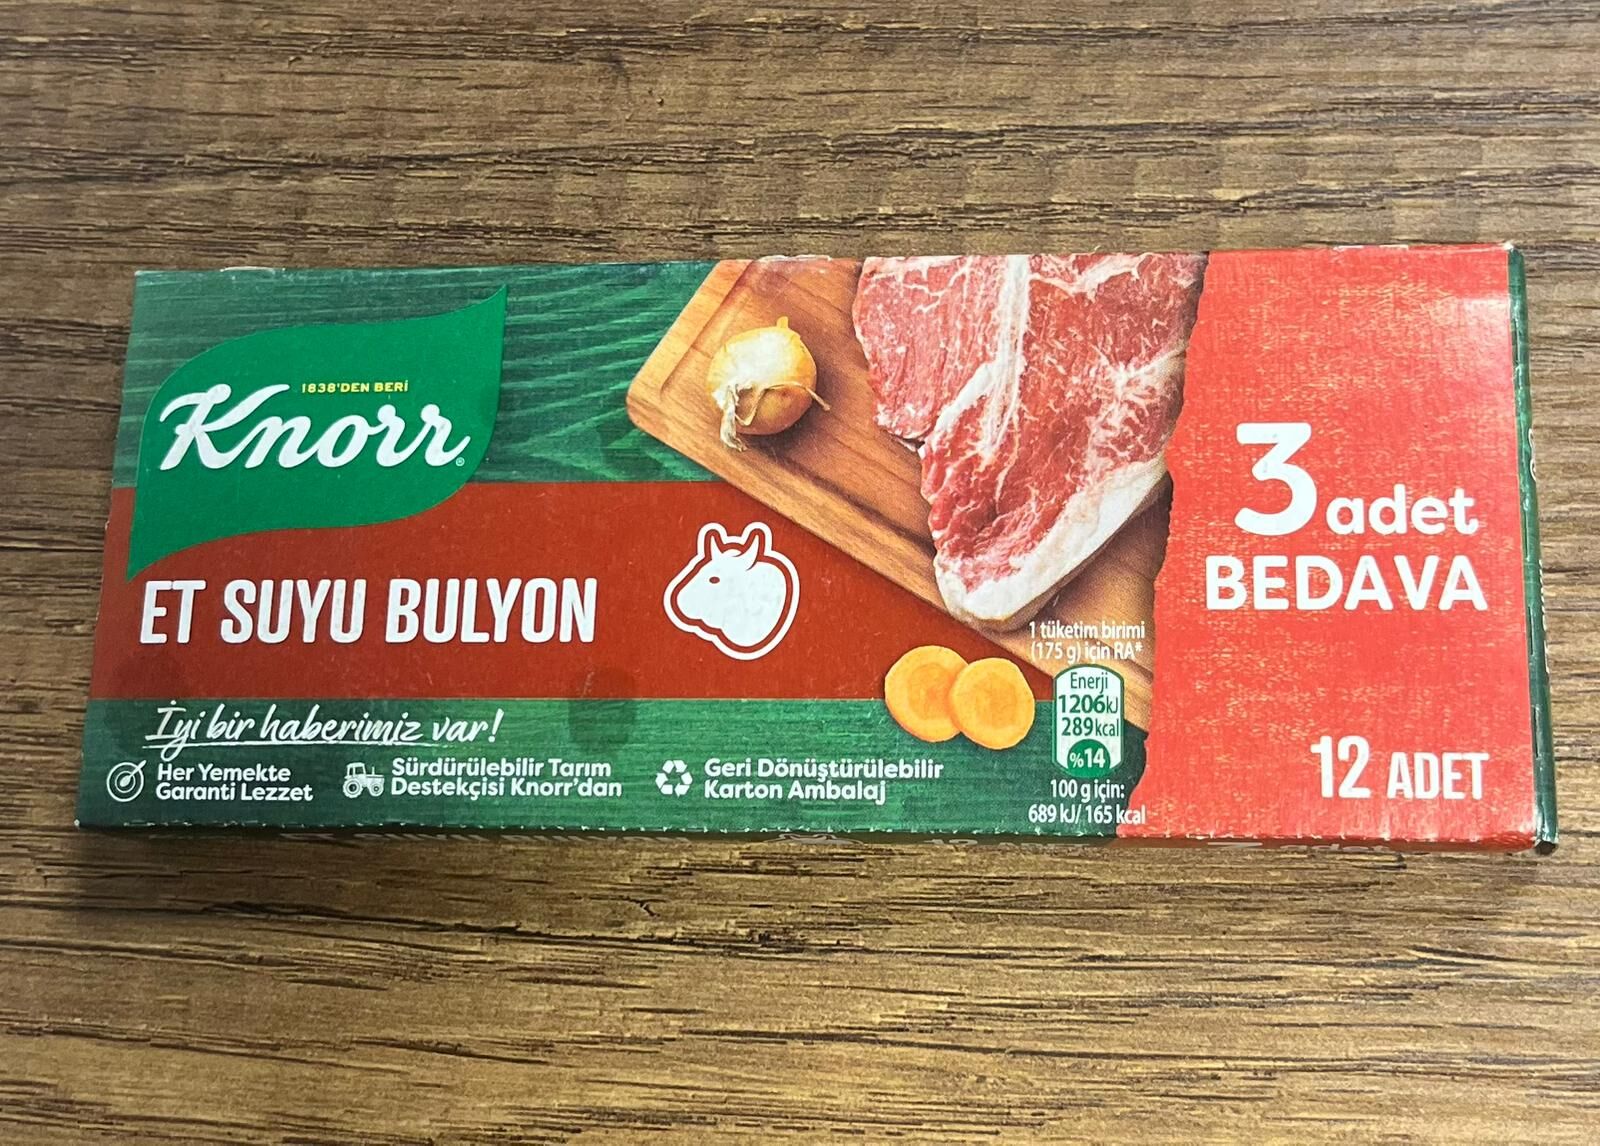 1838'DEN BERİ
Knorr
ET SUYU BULYON
İyi bir haberimiz var!
Her Yemekte
Garanti Lezzet
Sürdürülebilir Tarım
Destekçisi Knorr'dan
Geri Dönüştürülebilir
Karton Ambalaj
1 tüketim birimi
(175 g) için RA*
Enerji
1206kJ
289kcal
%14
100 g için:
689 kJ/ 165 kcal
3 adet
BEDAVA
12 ADET